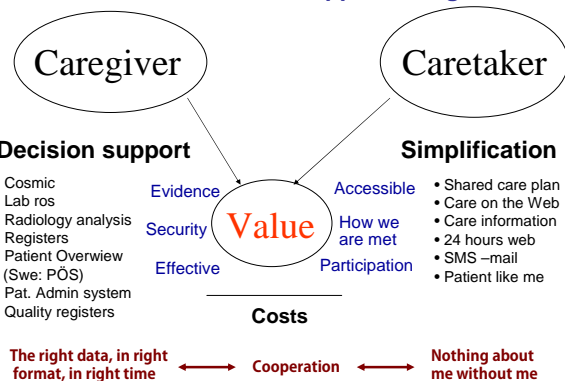 Caregiver
Caretaker
Decision support
Cosmic
Lab ros
Radiology analysis
Registers
Patient Overwiew
(Swe: PÖS)
Pat. Admin system
Quality registers
Evidence
Security
Effective
Value
Accessible
How we
are met
Participation
Simplification
• Shared care plan
• Care on the Web
• Care information
• 24 hours web
• SMS –mail
• Patient like me
Costs
The right data, in right
format, in right time
Cooperation
Nothing about
me without me